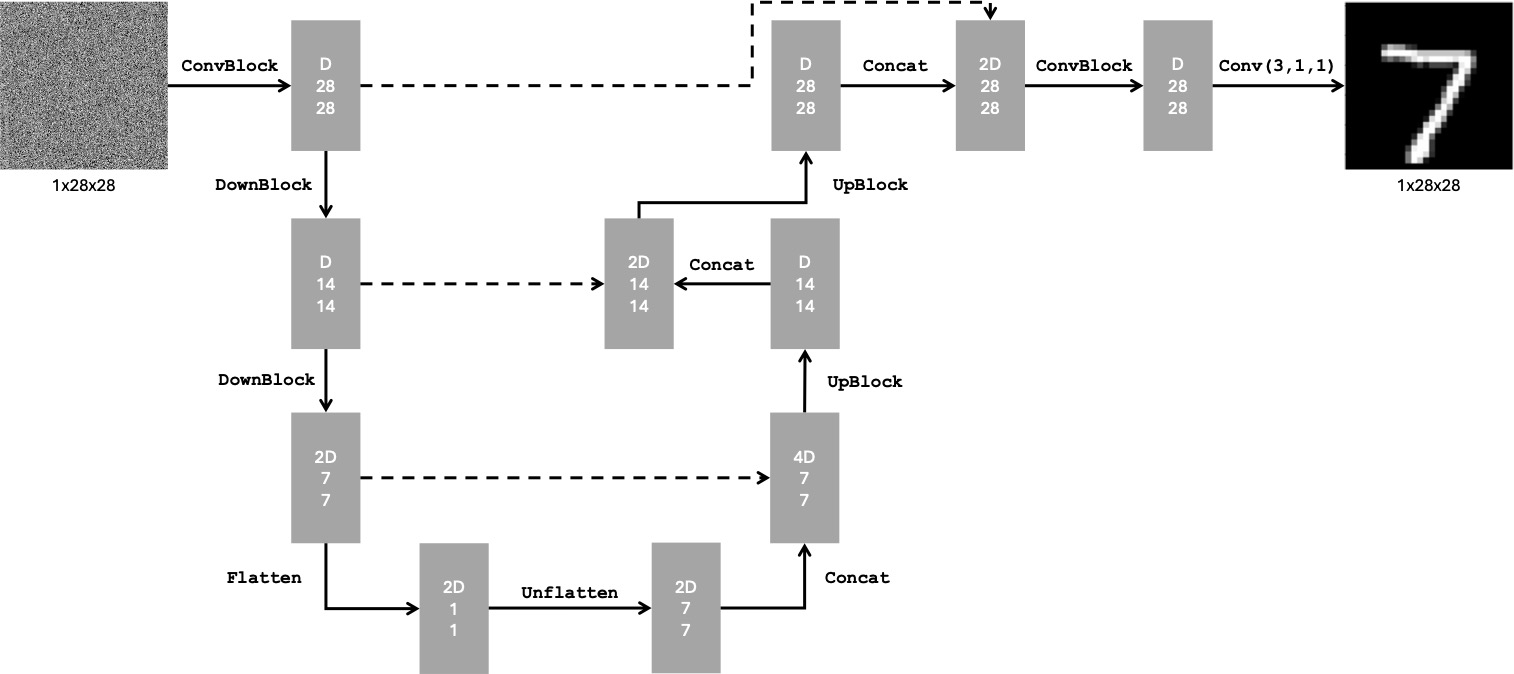 ConvBlock
D
28
28
D
28
28
Concat
2D
28
28
ConvBlock
D
28
28
Conv(3,1,1)
1x28x28
1x28x28
DownBlock
UpBlock
D
14
14
2D
14
14
Concat
D
14
14
DownBlock
UpBlock
2D
7
7
4D
7
7
Flatten
2D
1
1
Unflatten
2D
7
7
Concat
7